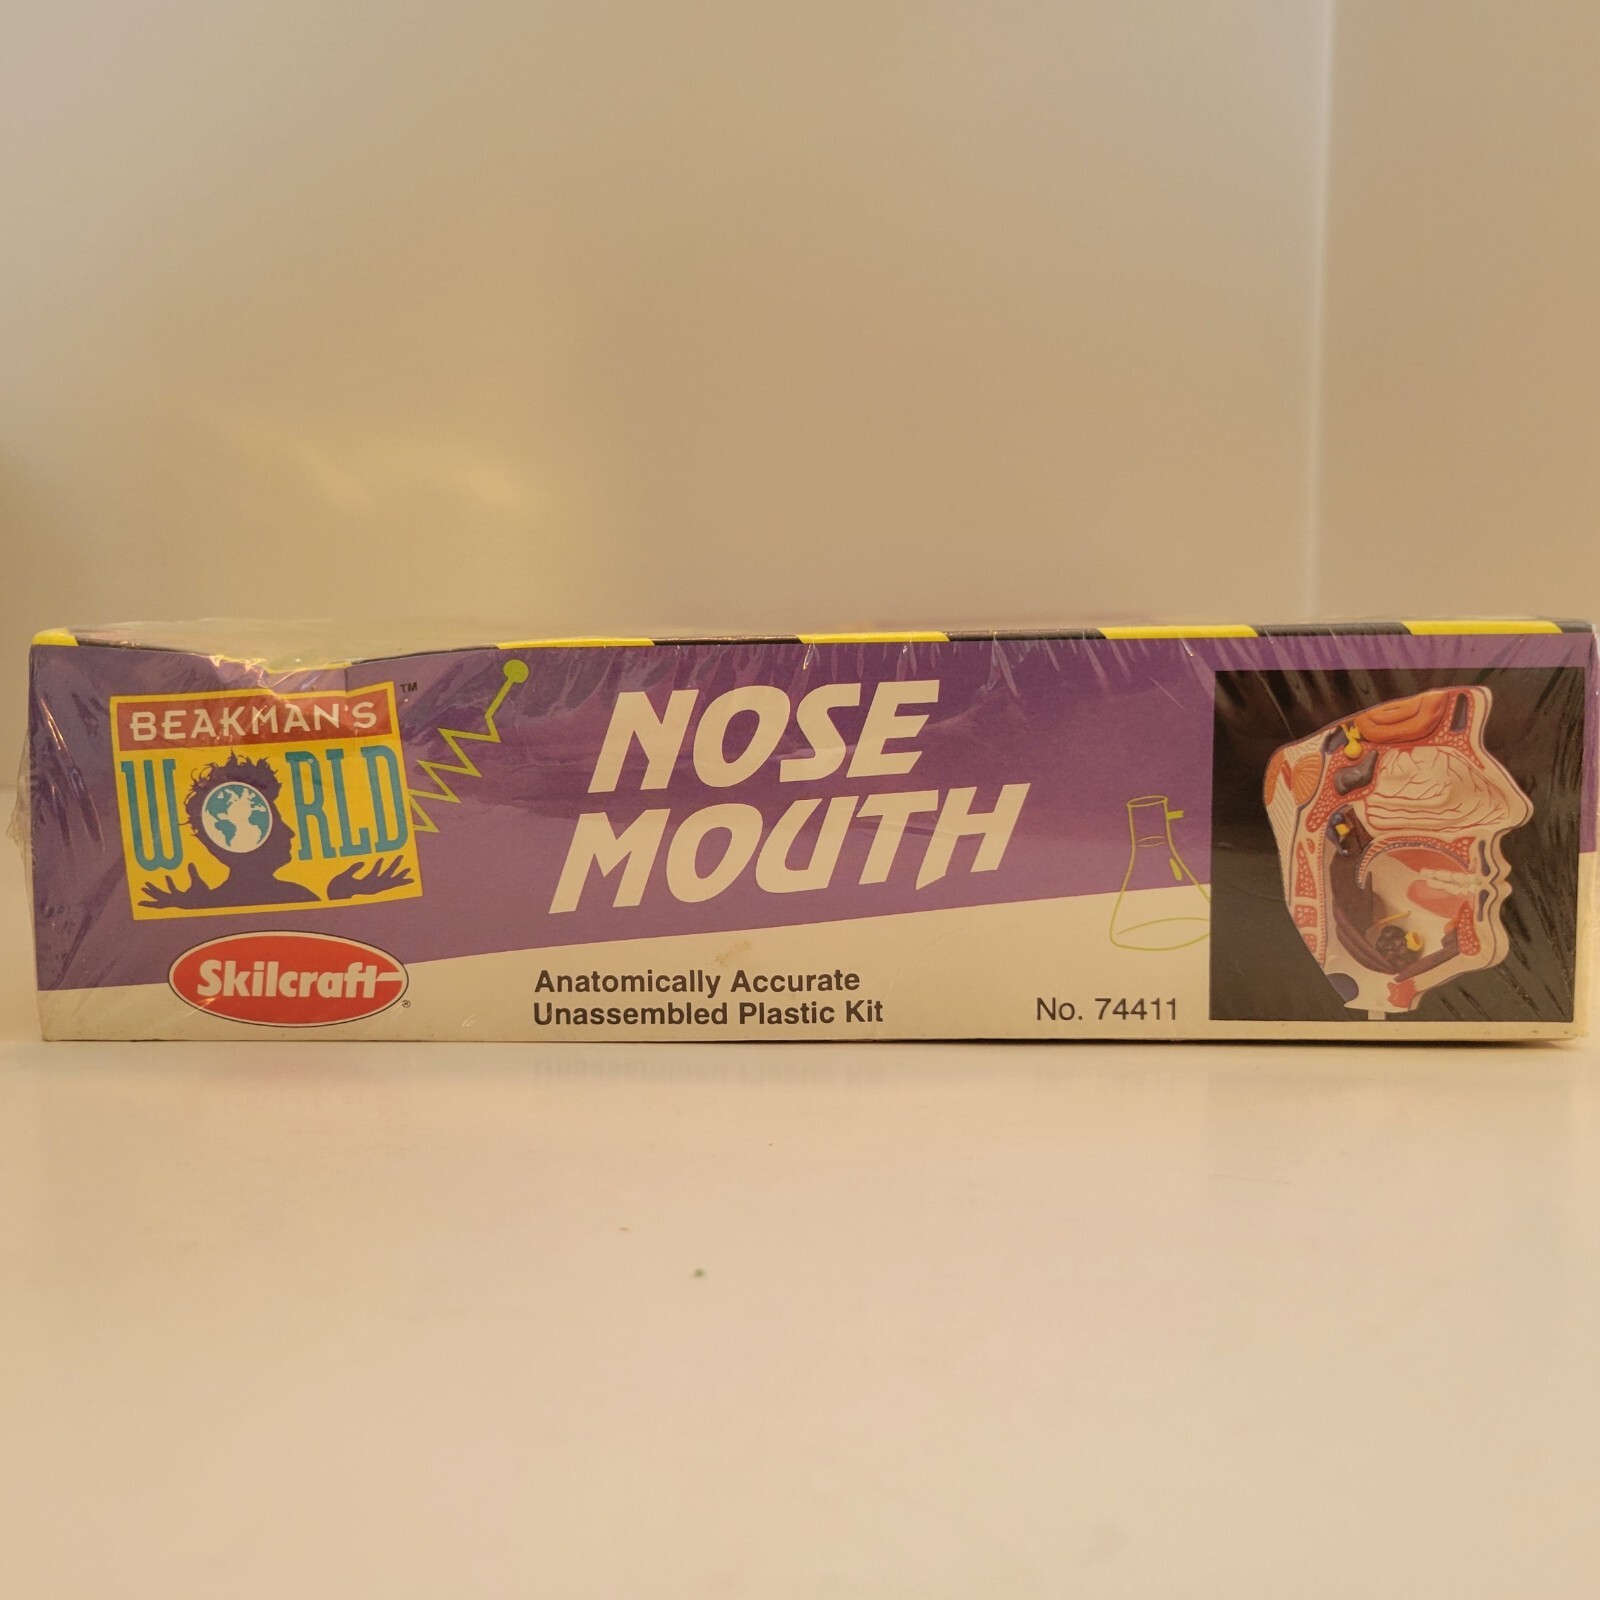 BEAKMAN'S
WORLD
TM
Skilcraft
®
NOSE
MOUTH
Anatomically Accurate
Unassembled Plastic Kit
No. 74411